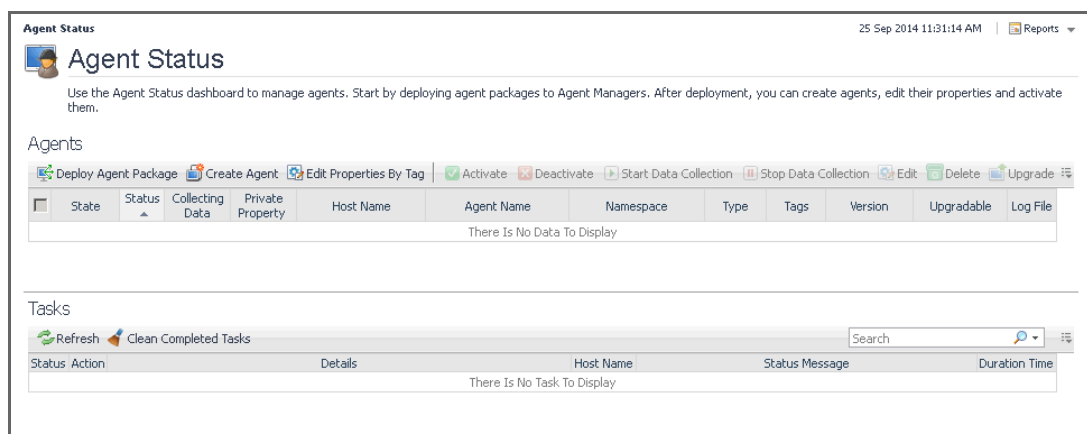 Agent Status
25 Sep 2014 11:31:14 AM
Reports
Agent Status
Use the Agent Status dashboard to manage agents. Start by deploying agent packages to Agent Managers. After deployment, you can create agents, edit their properties and activate
them.
Agents
Deploy Agent Package Create Agent Edit Properties By Tag Activate Deactivate Start Data Collection Stop Data Collection Edit Delete Upgrade
State Status Collecting Data Private Property Host Name Agent Name Namespace Type Tags Version Upgradable Log File
There Is No Data To Display
Tasks
Refresh Clean Completed Tasks Search
Status Action Details Host Name Status Message Duration Time
There Is No Task To Display